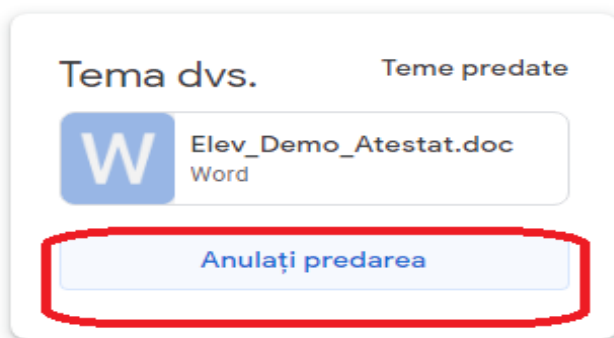 Tema dvs. Teme predate
W Elev_Demo_Atestat.doc
Word
Anulați predarea